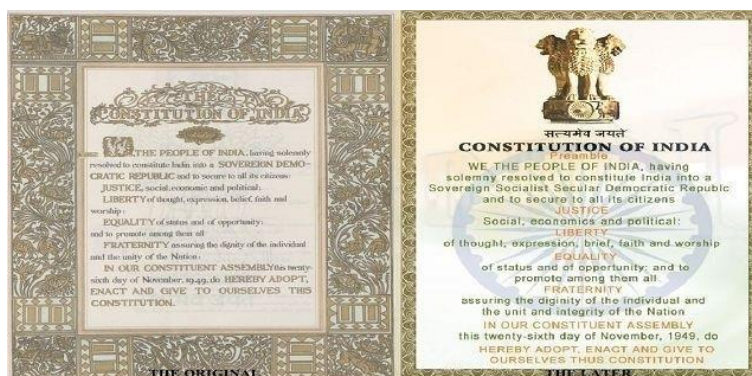 THE
CONSTITUTION OF INDIA
WE, THE PEOPLE OF INDIA, having solemnly
resolved to constitute India into a SOVEREIGN DEMO-
CRATIC REPUBLIC and to secure to all its citizens:
JUSTICE, social, economic and political;
LIBERTY of thought, expression, belief, faith and
worship;
EQUALITY of status and of opportunity;
and to promote among them all
FRATERNITY assuring the dignity of the individual
and the unity of the Nation;
IN OUR CONSTITUENT ASSEMBLY this twenty-
sixth day of November, 1949, do HEREBY ADOPT,
ENACT AND GIVE TO OURSELVES THIS
CONSTITUTION.
THE ORIGINAL
सत्यमेव जयते
CONSTITUTION OF INDIA
Preamble
WE THE PEOPLE OF INDIA, having
solemny resolved to constitute India into a
Sovereign Socialist Secular Democratic Republc
and to secure to all its citizens
JUSTICE
Social, economics and political:
LIBERTY
of thought, expression, brief, faith and worship
EQUALITY
of status and of opportunity; and to
promote among them all
FRATERNITY
assuring the diginity of the individual and
the unit and integrity of the Nation
IN OUR CONSTITUENT ASSEMBLY
this twenty-sixth day of November, 1949, do
HEREBY ADOPT, ENACT AND GIVE TO
OURSELVES THUS CONSTITUTION
THE LATER